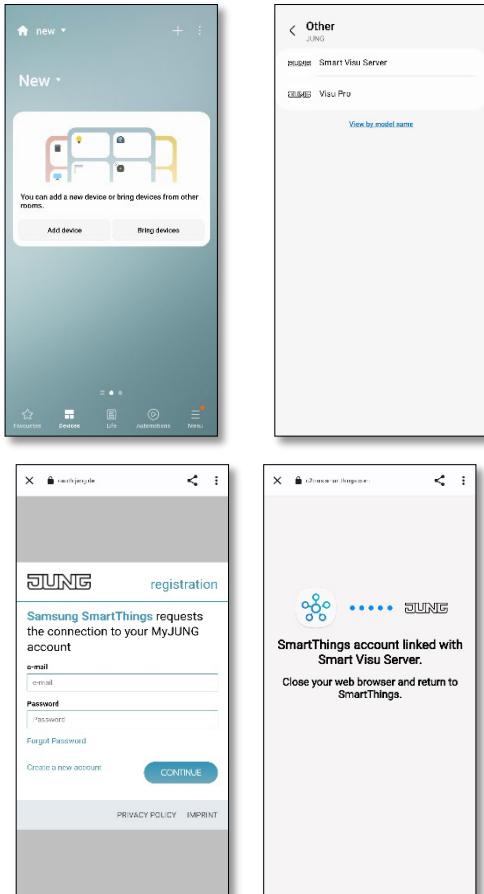 new
New
You can add a new device or bring devices from other
rooms.
Add device
Bring devices
Favourites
Devices
Life
Automations
Menu
Other
JUNG
JUNG Smart Visu Server
JUNG Visu Pro
View by model name
JUNG
registration
Samsung SmartThings requests
the connection to your MyJUNG
account
e-mail
e-mail
Password
Password
Forgot Password
Create a new account
CONTINUE
PRIVACY POLICY IMPRINT
JUNG
SmartThings account linked with
Smart Visu Server.
Close your web browser and return to
SmartThings.